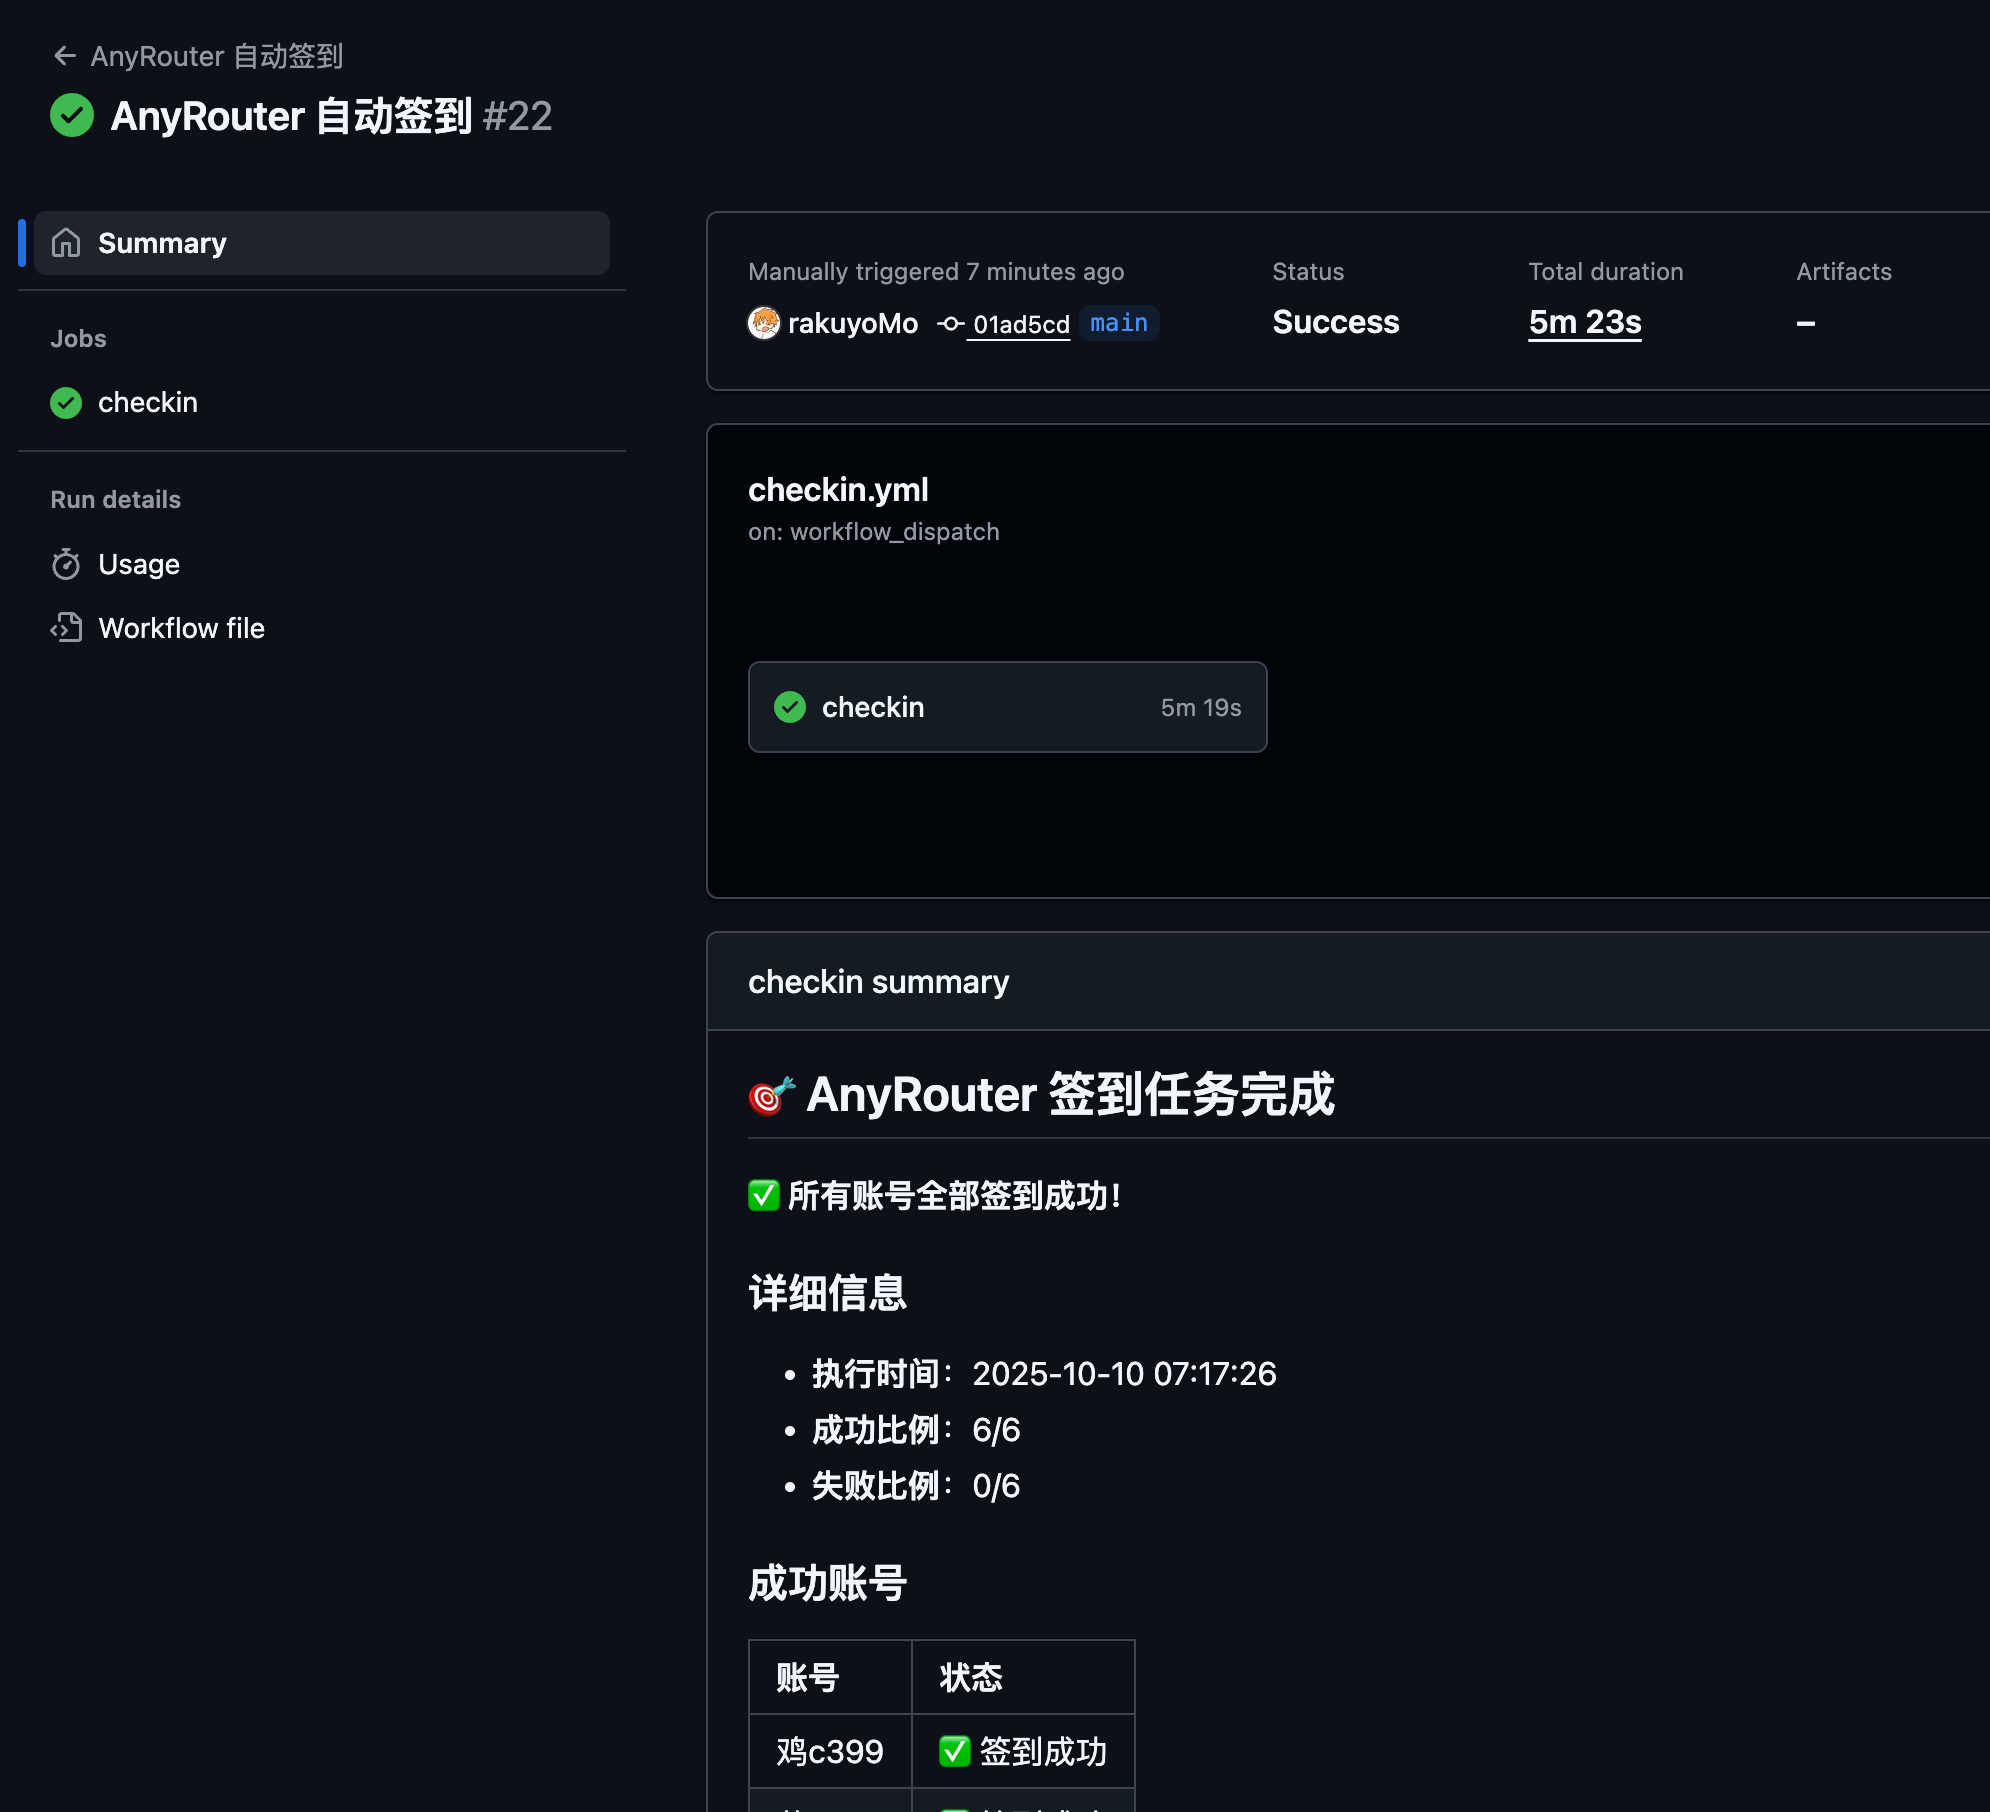 AnyRouter 自动签到
AnyRouter 自动签到 #22
Summary
Jobs
checkin
Run details
Usage
Workflow file
Manually triggered 7 minutes ago
rakuyoMo 01ad5cd main
Status
Success
Total duration
5m 23s
Artifacts
–
checkin.yml
on: workflow_dispatch
checkin 5m 19s
checkin summary
🎯 AnyRouter 签到任务完成
✅ 所有账号全部签到成功！
详细信息
• 执行时间：2025-10-10 07:17:26
• 成功比例：6/6
• 失败比例：0/6
成功账号
账号 状态
鸡c399 ✅ 签到成功